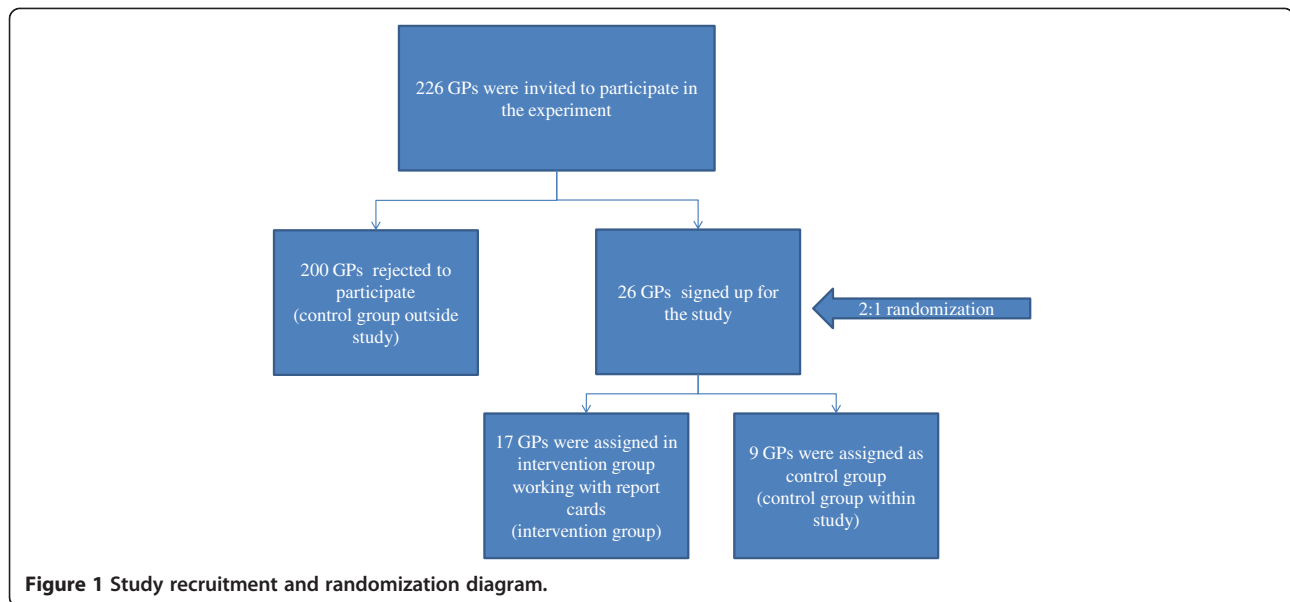 226 GPs were invited to participate in
the experiment
200 GPs rejected to
participate
(control group outside
study)
26 GPs signed up for
the study
2:1 randomization
17 GPs were assigned in
intervention group
working with report
cards
(intervention group)
9 GPs were assigned as
control group
(control group within
study)
Figure 1 Study recruitment and randomization diagram.